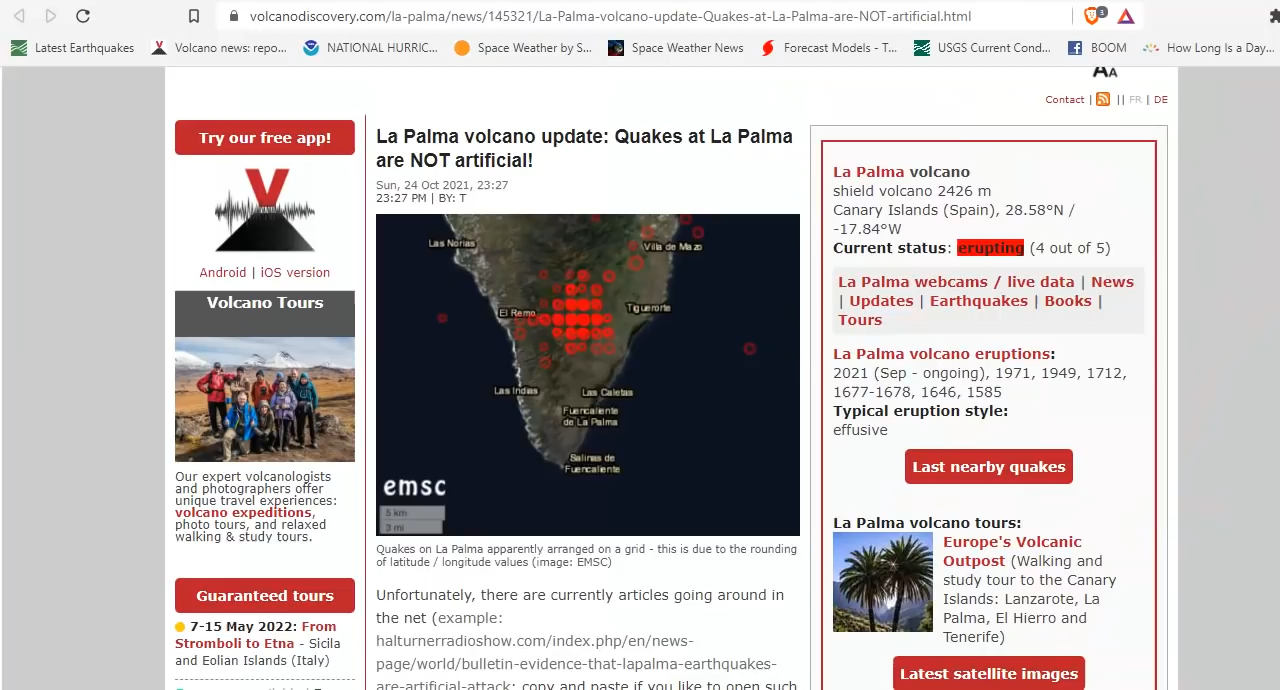 volcanodiscovery.com/la-palma/news/145321/La-Palma-volcano-update-Quakes-at-La-Palma-are-NOT-artificial.html
3
Latest Earthquakes
Volcano news: repo...
NATIONAL HURRIC...
Space Weather by S...
Space Weather News
Forecast Models - T...
USGS Current Cond...
BOOM
How Long Is a Day...
AA
Contact | || FR | DE
Try our free app!
Android | iOS version
Volcano Tours
Our expert volcanologists
and photographers offer
unique travel experiences:
volcano expeditions,
photo tours, and relaxed
walking & study tours.
Guaranteed tours
7-15 May 2022: From
Stromboli to Etna - Sicila
and Eolian Islands (Italy)
La Palma volcano update: Quakes at La Palma
are NOT artificial!
Sun, 24 Oct 2021, 23:27
23:27 PM | BY: T
Las Norias
Villa de Mazo
El Remo
Tiguerorte
Las Indias
Las Caletas
Fuencaliente
de La Palma
Salinas de
Fuencaliente
emsc
5 km
3 mi
Quakes on La Palma apparently arranged on a grid - this is due to the rounding
of latitude / longitude values (image: EMSC)
Unfortunately, there are currently articles going around in
the net (example:
halturnerradioshow.com/index.php/en/news-
page/world/bulletin-evidence-that-lapalma-earthquakes-
are-artificial-attack; copy and paste if you like to open such
La Palma volcano
shield volcano 2426 m
Canary Islands (Spain), 28.58°N /
-17.84°W
Current status: erupting (4 out of 5)
La Palma webcams / live data | News
| Updates | Earthquakes | Books |
Tours
La Palma volcano eruptions:
2021 (Sep - ongoing), 1971, 1949, 1712,
1677-1678, 1646, 1585
Typical eruption style:
effusive
Last nearby quakes
La Palma volcano tours:
Europe's Volcanic
Outpost (Walking and
study tour to the Canary
Islands: Lanzarote, La
Palma, El Hierro and
Tenerife)
Latest satellite images